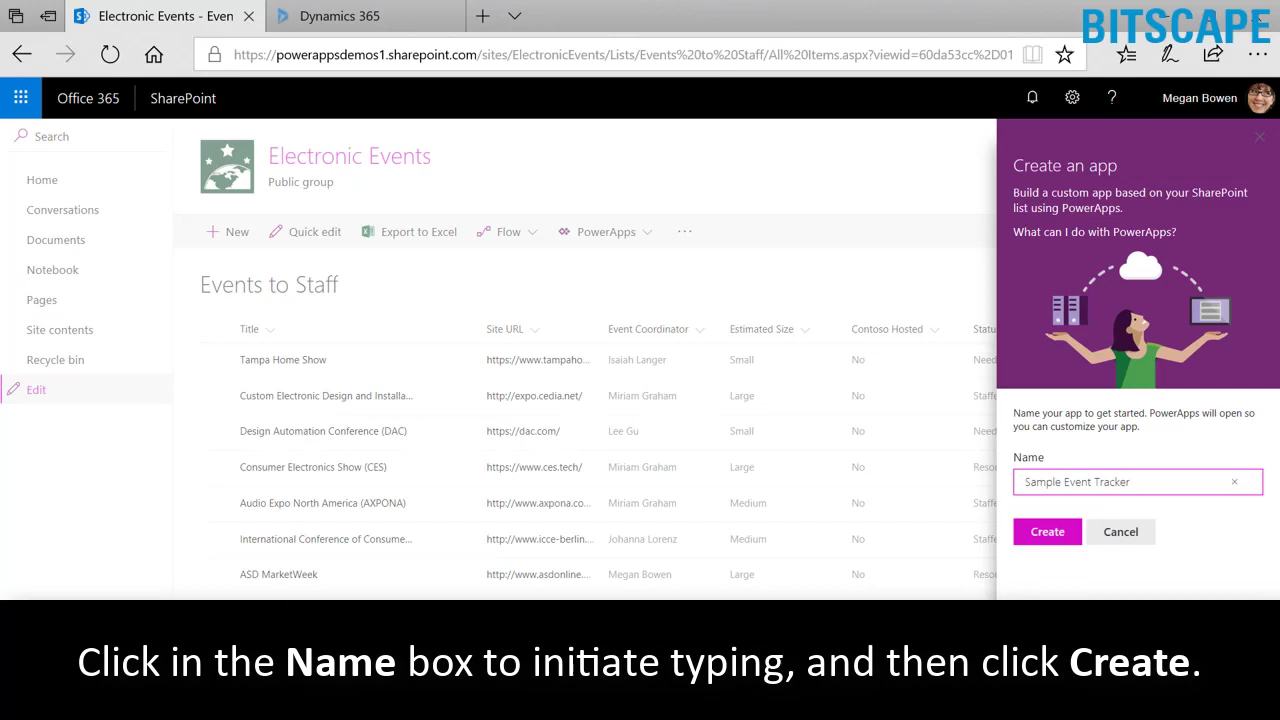 Electronic Events - Even
Dynamics 365
BITSCAPE
https://powerappsdemos1.sharepoint.com/sites/ElectronicEvents/Lists/Events%20to%20Staff/All%20Items.aspx?viewid=60da53cc%2D01
Office 365
SharePoint
Megan Bowen
Search
Home
Conversations
Documents
Notebook
Pages
Site contents
Recycle bin
Edit
Electronic Events
Public group
New Quick edit Export to Excel Flow PowerApps ...
Events to Staff
Title Site URL Event Coordinator Estimated Size Contoso Hosted Statu
Tampa Home Show https://www.tampaho... Isaiah Langer Small No Need
Custom Electronic Design and Installa... http://expo.cedia.net/ Miriam Graham Large No Staffe
Design Automation Conference (DAC) https://dac.com/ Lee Gu Small No Need
Consumer Electronics Show (CES) https://www.ces.tech/ Miriam Graham Large No Resou
Audio Expo North America (AXPONA) https://www.axpona.co... Miriam Graham Medium No Staffe
International Conference of Consume... http://www.icce-berlin.... Johanna Lorenz Medium No Staffe
ASD MarketWeek http://www.asdonline.... Megan Bowen Large No Resou
Create an app
Build a custom app based on your SharePoint
list using PowerApps.
What can I do with PowerApps?
Name your app to get started. PowerApps will open so
you can customize your app.
Name
Sample Event Tracker
Create Cancel
Click in the Name box to initiate typing, and then click Create.